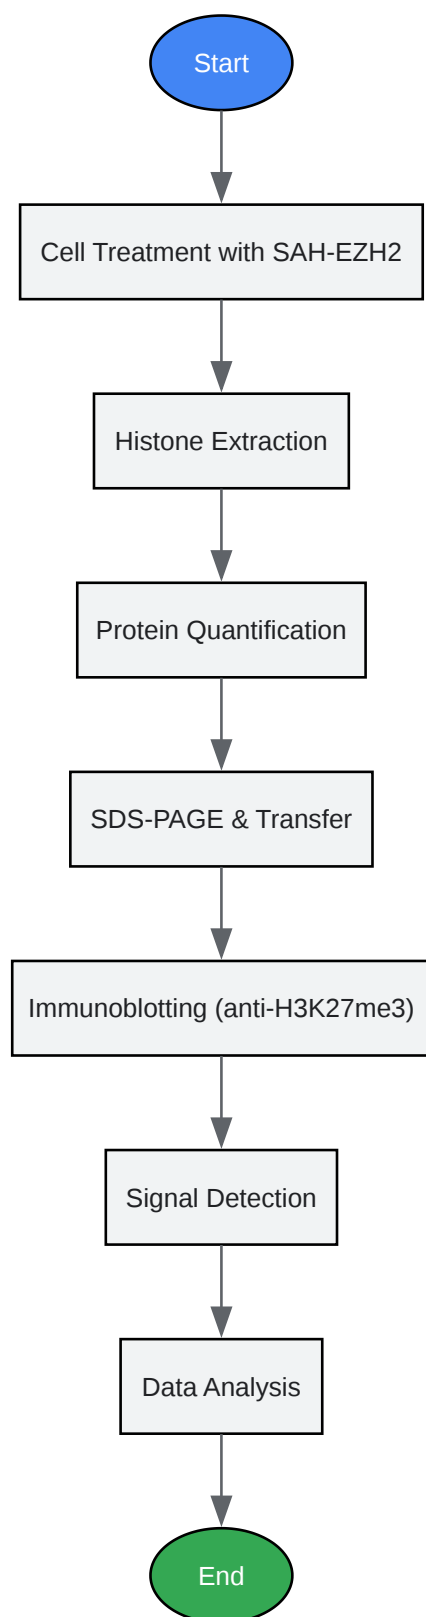 Start
Cell Treatment with SAH-EZH2
Histone Extraction
Protein Quantification
SDS-PAGE & Transfer
Immunoblotting (anti-H3K27me3)
Signal Detection
Data Analysis
End